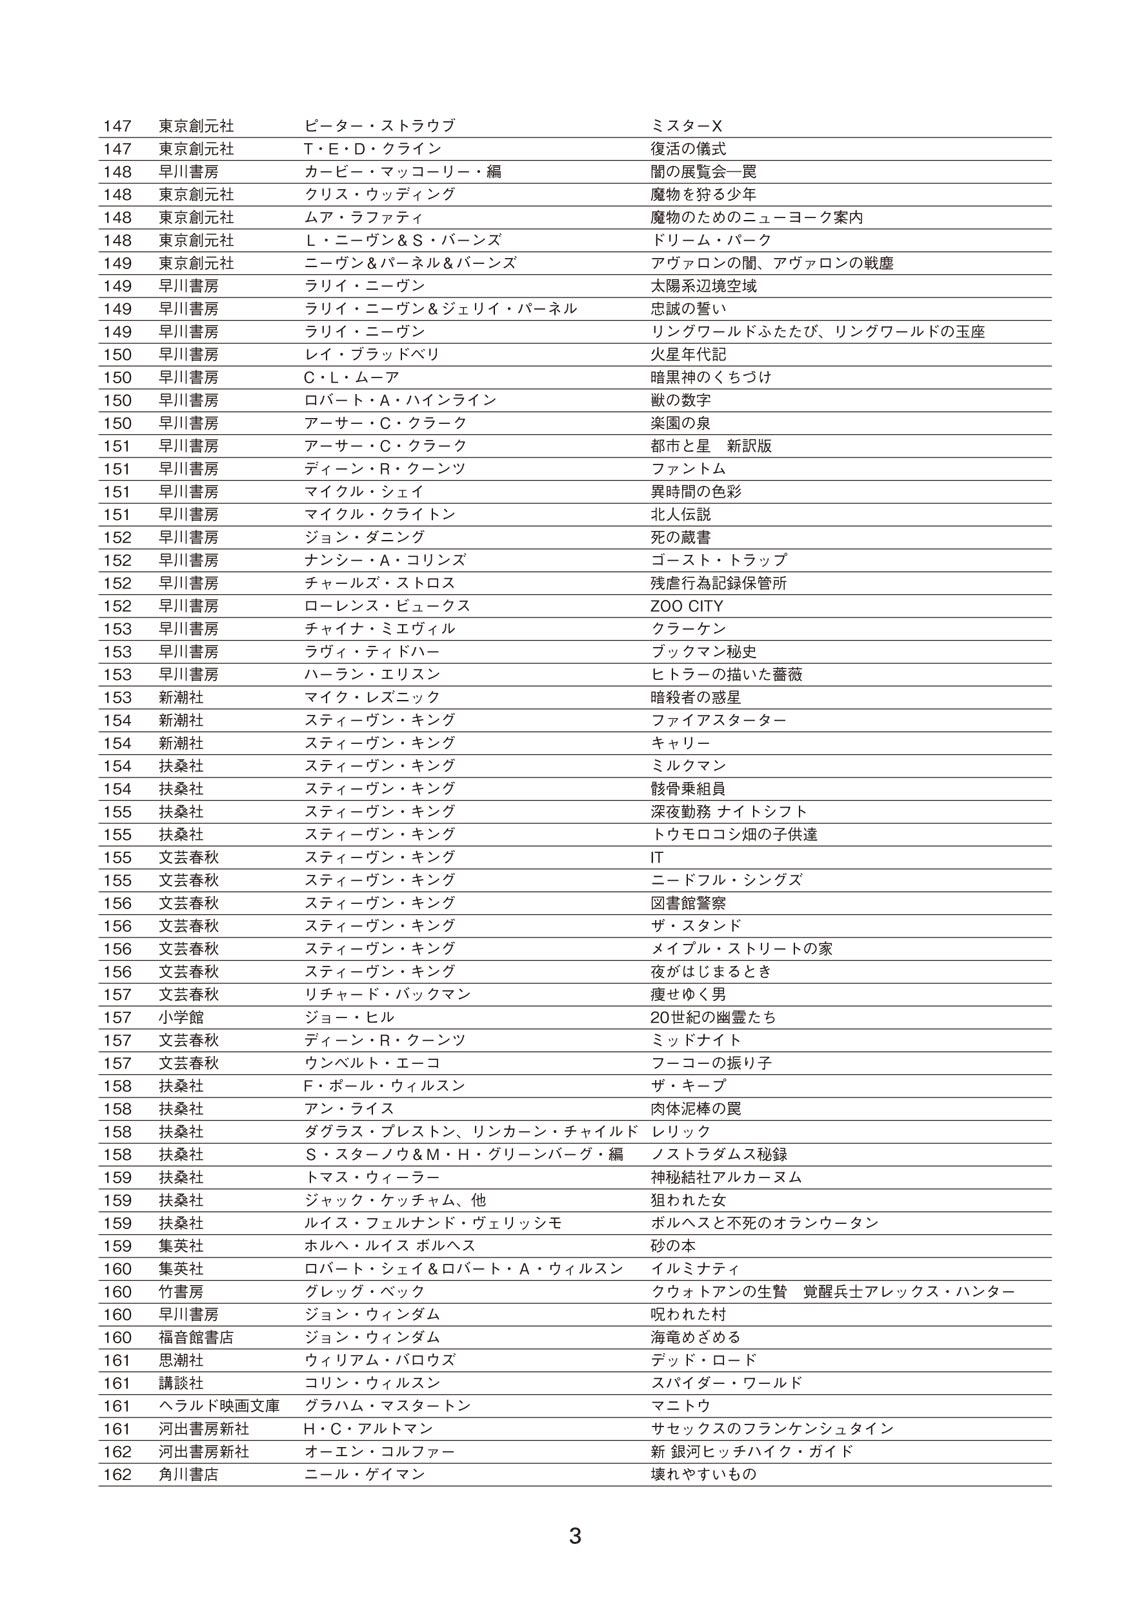 147 東京創元社 ピーター・ストラウブ ミスターX
147 東京創元社 T・E・D・クライン 復活の儀式
148 早川書房 カービー・マッコーリー・編 闇の展覧会―罠
148 東京創元社 クリス・ウッディング 魔物を狩る少年
148 東京創元社 ムア・ラファティ 魔物のためのニューヨーク案内
148 東京創元社 L・ニーヴン&S・バーンズ ドリーム・パーク
149 東京創元社 ニーヴン&パーネル&バーンズ アヴァロンの闇、アヴァロンの戦塵
149 早川書房 ラリイ・ニーヴン 太陽系辺境空域
149 早川書房 ラリイ・ニーヴン&ジェリイ・パーネル 忠誠の誓い
149 早川書房 ラリイ・ニーヴン リングワールドふたたび、リングワールドの玉座
150 早川書房 レイ・ブラッドベリ 火星年代記
150 早川書房 C・L・ムーア 暗黒神のくちづけ
150 早川書房 ロバート・A・ハインライン 獣の数字
150 早川書房 アーサー・C・クラーク 楽園の泉
151 早川書房 アーサー・C・クラーク 都市と星 新訳版
151 早川書房 ディーン・R・クーンツ ファントム
151 早川書房 マイクル・シェイ 異時間の色彩
151 早川書房 マイクル・クライトン 北人伝説
152 早川書房 ジョン・ダニング 死の蔵書
152 早川書房 ナンシー・A・コリンズ ゴースト・トラップ
152 早川書房 チャールズ・ストロス 残虐行為記録保管所
152 早川書房 ローレンス・ビュークス ZOO CITY
153 早川書房 チャイナ・ミエヴィル クラーケン
153 早川書房 ラヴィ・ティドハー ブックマン秘史
153 早川書房 ハーラン・エリスン ヒトラーの描いた薔薇
153 新潮社 マイク・レズニック 暗殺者の惑星
154 新潮社 スティーヴン・キング ファイアスターター
154 新潮社 スティーヴン・キング キャリー
154 扶桑社 スティーヴン・キング ミルクマン
154 扶桑社 スティーヴン・キング 骸骨乗組員
155 扶桑社 スティーヴン・キング 深夜勤務 ナイトシフト
155 扶桑社 スティーヴン・キング トウモロコシ畑の子供達
155 文芸春秋 スティーヴン・キング IT
155 文芸春秋 スティーヴン・キング ニードフル・シングズ
156 文芸春秋 スティーヴン・キング 図書館警察
156 文芸春秋 スティーヴン・キング ザ・スタンド
156 文芸春秋 スティーヴン・キング メイプル・ストリートの家
156 文芸春秋 スティーヴン・キング 夜がはじまるとき
157 文芸春秋 リチャード・バックマン 痩せゆく男
157 小学館 ジョー・ヒル 20世紀の幽霊たち
157 文芸春秋 ディーン・R・クーンツ ミッドナイト
157 文芸春秋 ウンベルト・エーコ フーコーの振り子
158 扶桑社 F・ポール・ウィルスン ザ・キープ
158 扶桑社 アン・ライス 肉体泥棒の罠
158 扶桑社 ダグラス・プレストン、リンカーン・チャイルド レリック
158 扶桑社 S・スターノウ&M・H・グリーンバーグ・編 ノストラダムス秘録
159 扶桑社 トマス・ウィーラー 神秘結社アルカーヌム
159 扶桑社 ジャック・ケッチャム、他 狙われた女
159 扶桑社 ルイス・フェルナンド・ヴェリッシモ ボルヘスと不死のオランウータン
159 集英社 ホルヘ・ルイス ボルヘス 砂の本
160 集英社 ロバート・シェイ&ロバート・A・ウィルスン イルミナティ
160 竹書房 グレッグ・ベック クウォトアンの生贄 覚醒兵士アレックス・ハンター
160 早川書房 ジョン・ウィンダム 呪われた村
160 福音館書店 ジョン・ウィンダム 海竜めざめる
161 思潮社 ウィリアム・バロウズ デッド・ロード
161 講談社 コリン・ウィルスン スパイダー・ワールド
161 ヘラルド映画文庫 グラハム・マスタートン マニトウ
161 河出書房新社 H・C・アルトマン サセックスのフランケンシュタイン
162 河出書房新社 オーエン・コルファー 新 銀河ヒッチハイク・ガイド
162 角川書店 ニール・ゲイマン 壊れやすいもの
3